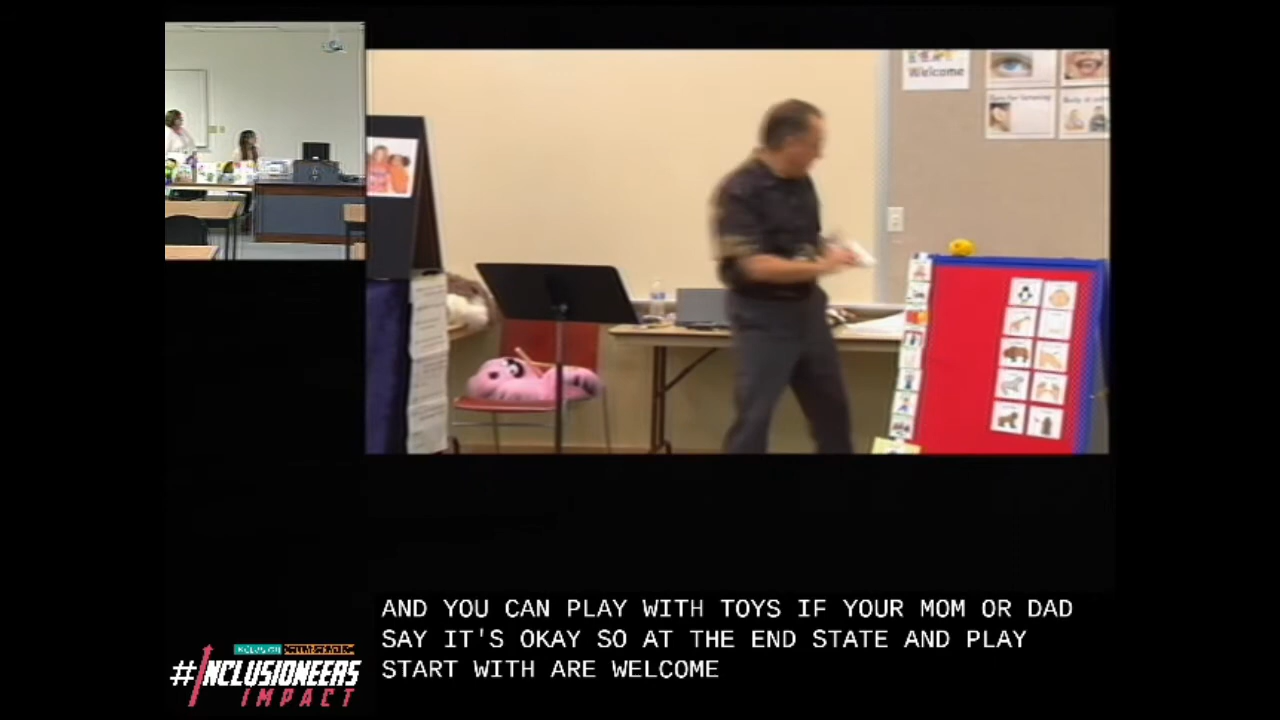 Welcome
AND YOU CAN PLAY WITH TOYS IF YOUR MOM OR DAD
SAY IT'S OKAY SO AT THE END STATE AND PLAY
START WITH ARE WELCOME
#INCLUSIONEERS
IMPACT